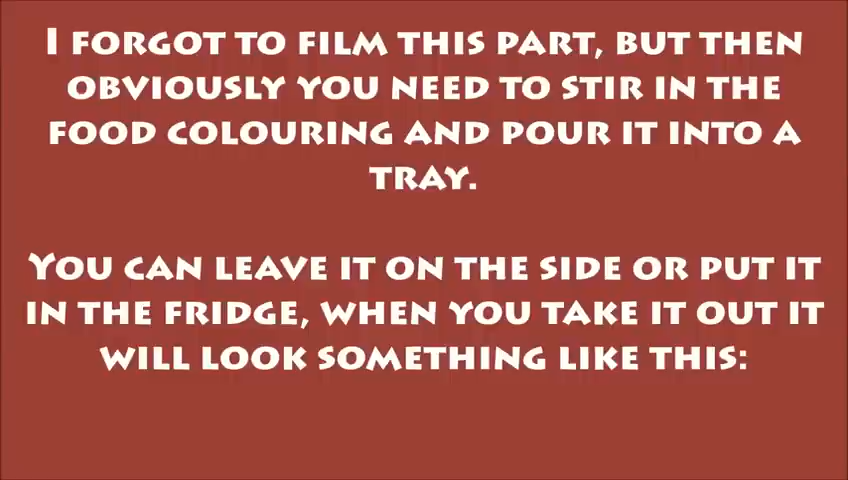 I FORGOT TO FILM THIS PART, BUT THEN
OBVIOUSLY YOU NEED TO STIR IN THE
FOOD COLOURING AND POUR IT INTO A
TRAY.
YOU CAN LEAVE IT ON THE SIDE OR PUT IT
IN THE FRIDGE, WHEN YOU TAKE IT OUT IT
WILL LOOK SOMETHING LIKE THIS: